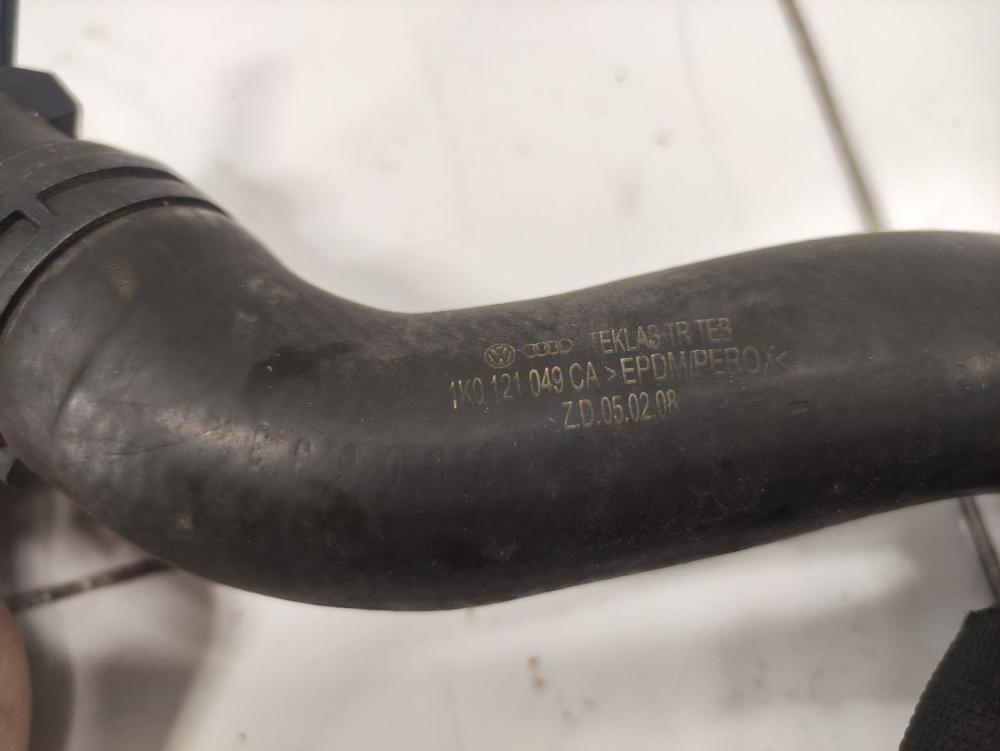 TEKLAS TR TEB
1K0 121 049 CA >EPDM/PEROX<
Z.D.05.02.08